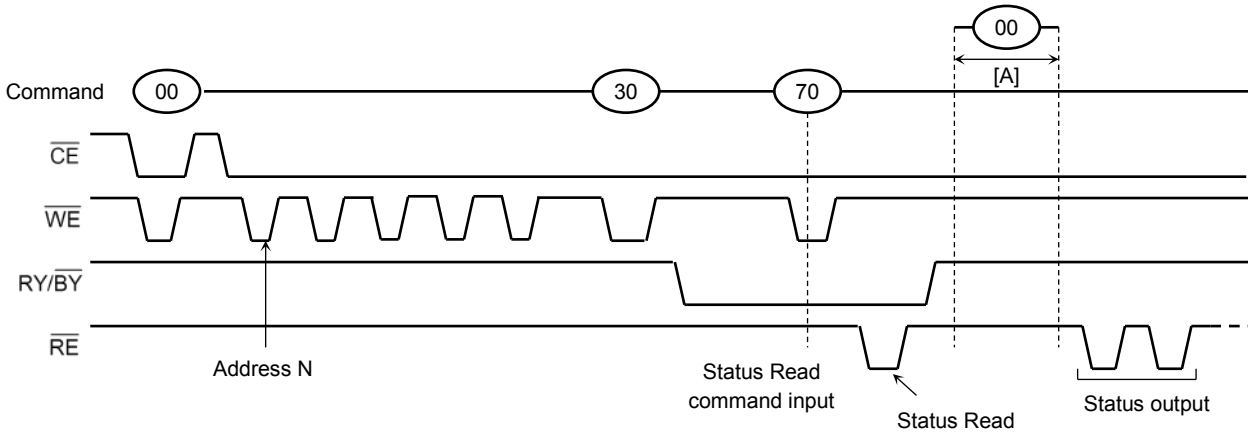 00
[A]
Command 00 30 70
CE
WE
RY/BY
RE
Address N
Status Read
command input
Status Read
Status output